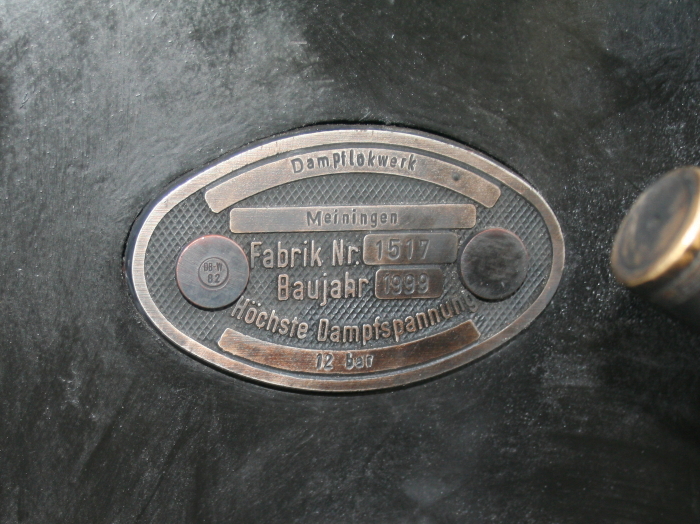 Dampflokwerk
Meiningen
Fabrik Nr. 1517
Baujahr 1999
Höchste Dampfspannung
12 bar